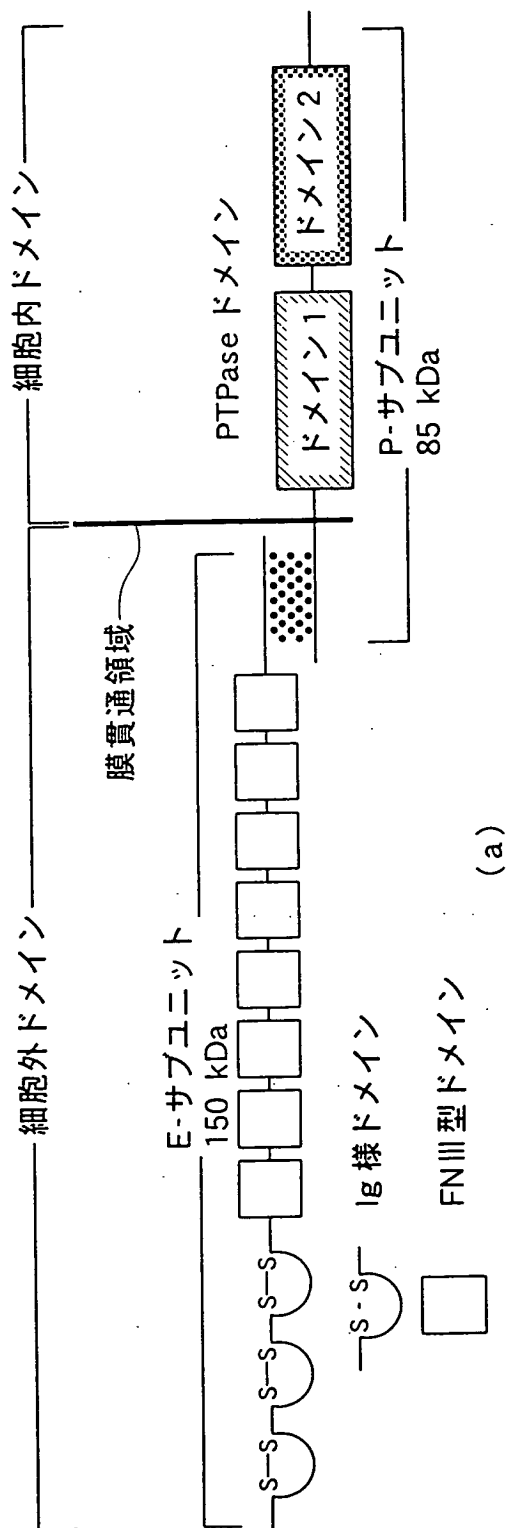 細胞外ドメイン
細胞内ドメイン
膜貫通領域
E-サブユニット
150 kDa
PTPase ドメイン
ドメイン1
ドメイン2
P-サブユニット
85 kDa
S—S
S—S
S—S
S - S
Ig 様ドメイン
FNIII型ドメイン
(a)